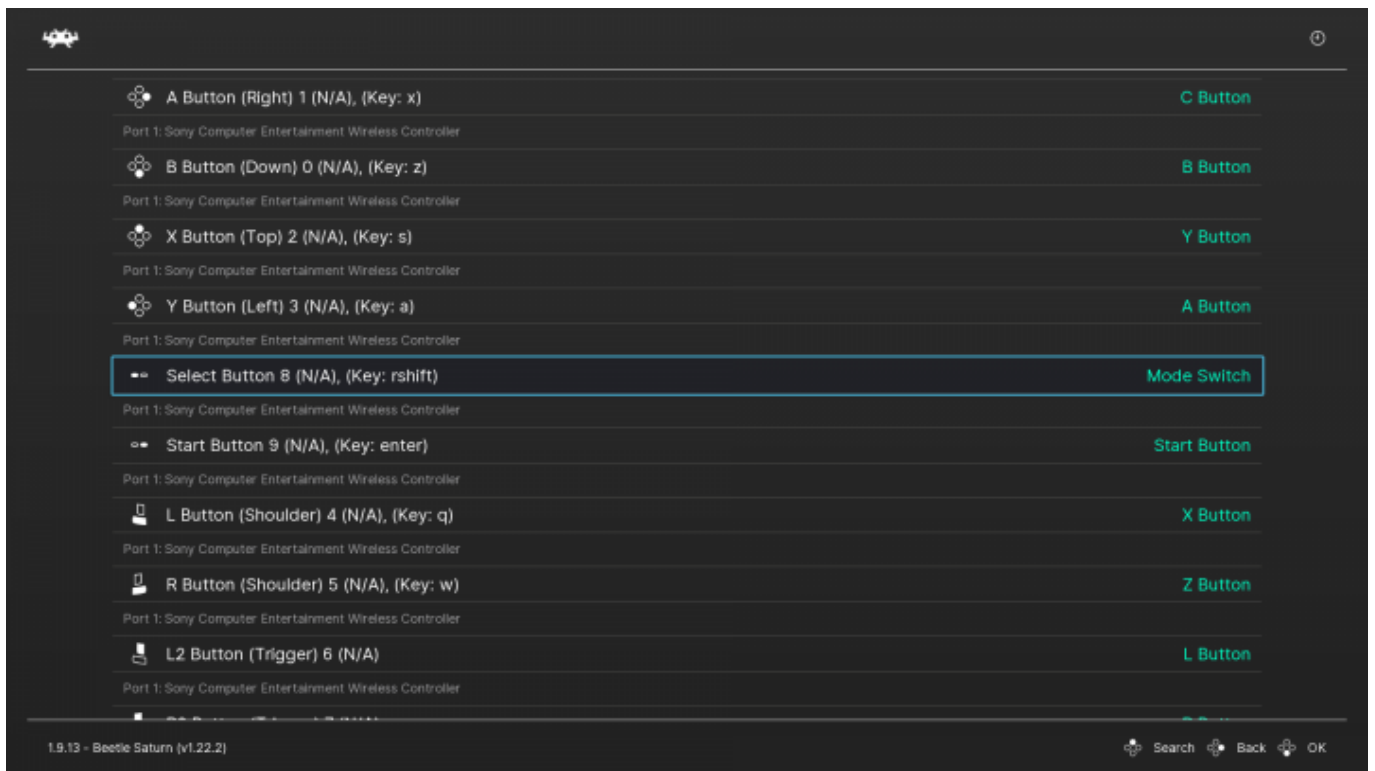 A Button (Right) 1 (N/A), (Key: x) C Button
Port 1: Sony Computer Entertainment Wireless Controller
B Button (Down) 0 (N/A), (Key: z) B Button
Port 1: Sony Computer Entertainment Wireless Controller
X Button (Top) 2 (N/A), (Key: s) Y Button
Port 1: Sony Computer Entertainment Wireless Controller
Y Button (Left) 3 (N/A), (Key: a) A Button
Port 1: Sony Computer Entertainment Wireless Controller
Select Button 8 (N/A), (Key: rshift) Mode Switch
Port 1: Sony Computer Entertainment Wireless Controller
Start Button 9 (N/A), (Key: enter) Start Button
Port 1: Sony Computer Entertainment Wireless Controller
L Button (Shoulder) 4 (N/A), (Key: q) X Button
Port 1: Sony Computer Entertainment Wireless Controller
R Button (Shoulder) 5 (N/A), (Key: w) Z Button
Port 1: Sony Computer Entertainment Wireless Controller
L2 Button (Trigger) 6 (N/A) L Button
Port 1: Sony Computer Entertainment Wireless Controller
1.9.13 - Beetle Saturn (v1.22.2) Search Back OK